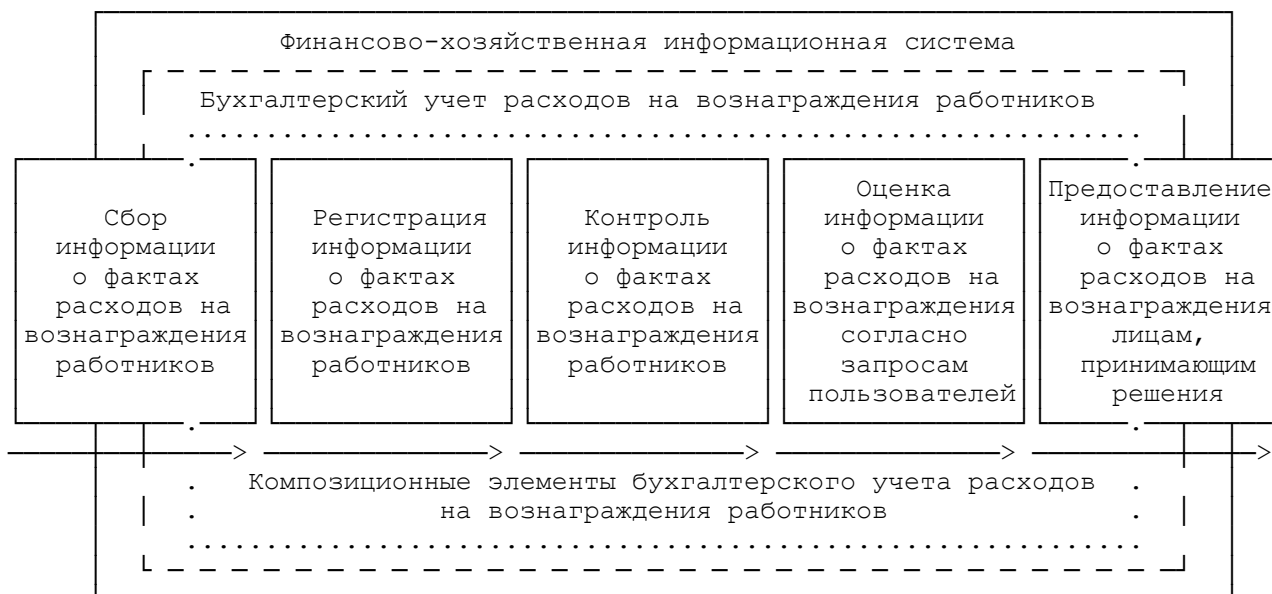 Финансово-хозяйственная информационная система
Бухгалтерский учет расходов на вознаграждения работников
Сбор
информации
о фактах
расходов на
вознаграждения
работников
Регистрация
информации
о фактах
расходов на
вознаграждения
работников
Контроль
информации
о фактах
расходов на
вознаграждения
работников
Оценка
информации
о фактах
расходов на
вознаграждения
согласно
запросам
пользователей
Предоставление
информации
о фактах
расходов на
вознаграждения
лицам,
принимающим
решения
Композиционные элементы бухгалтерского учета расходов
на вознаграждения работников